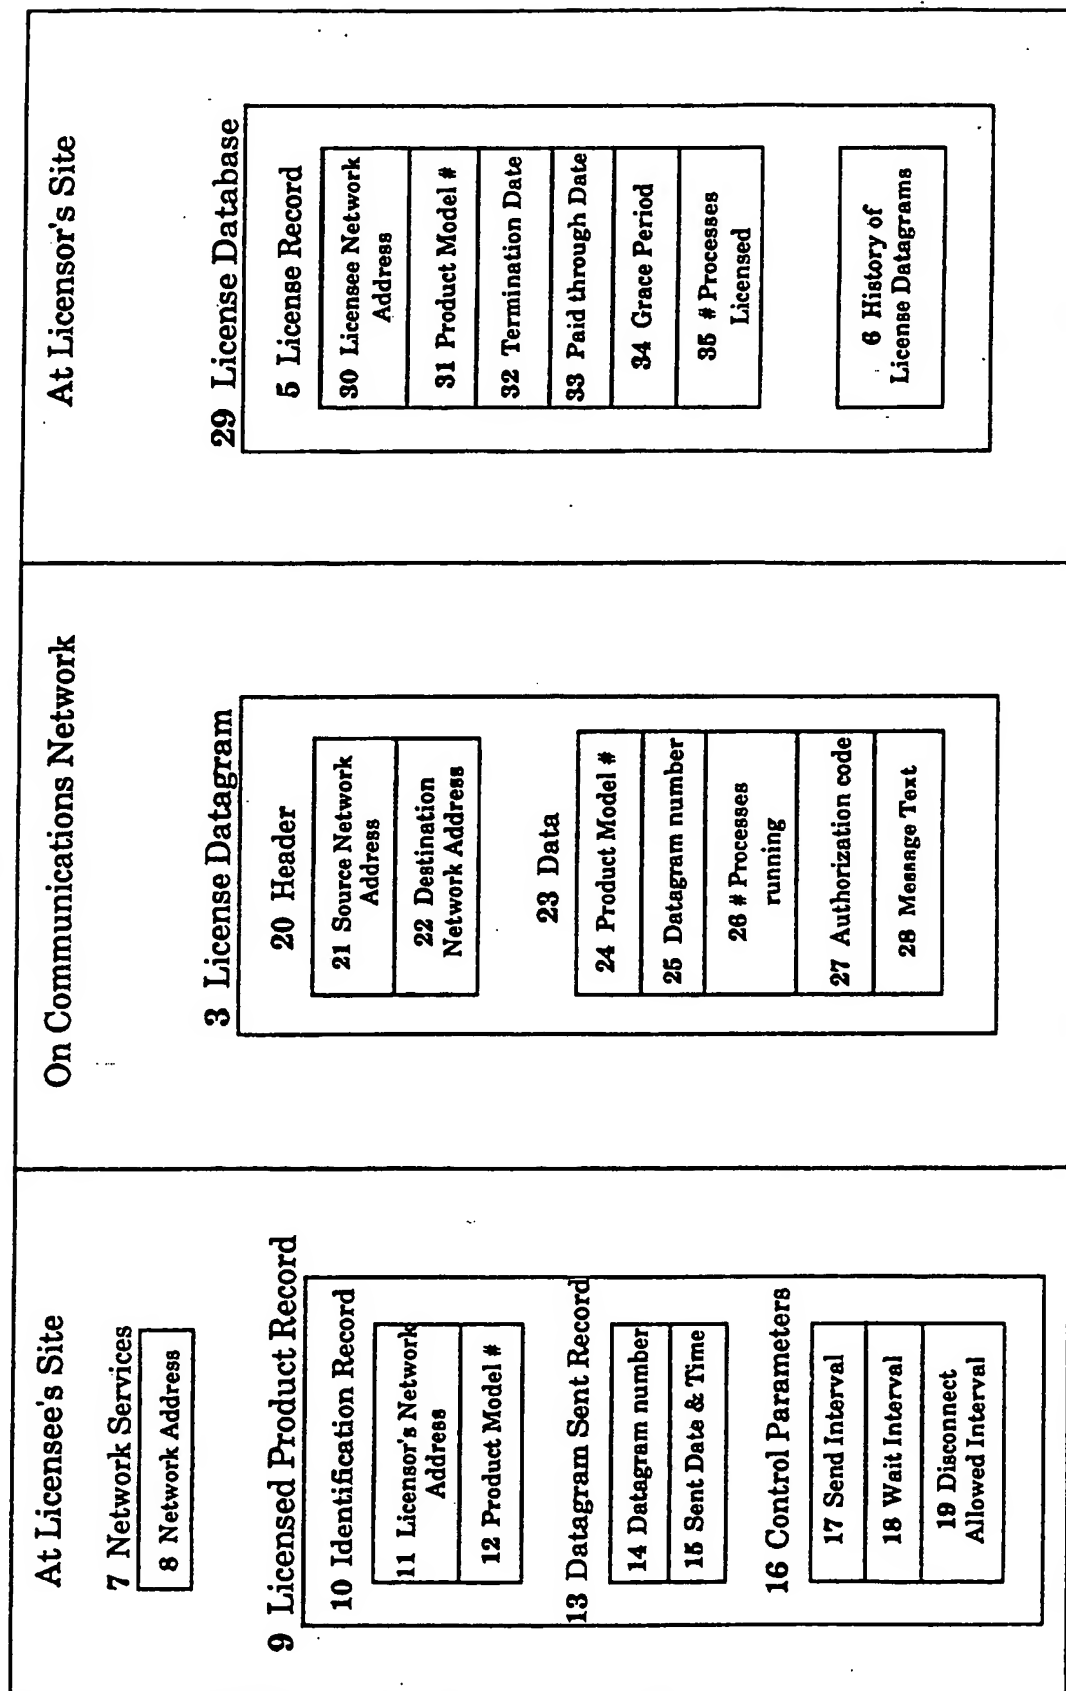 At Licensee's Site
7 Network Services
8 Network Address
9 Licensed Product Record
10 Identification Record
11 Licensor's Network
Address
12 Product Model #
13 Datagram Sent Record
14 Datagram number
15 Sent Date & Time
16 Control Parameters
17 Send Interval
18 Wait Interval
19 Disconnect
Allowed Interval
On Communications Network
3 License Datagram
20 Header
21 Source Network
Address
22 Destination
Network Address
23 Data
24 Product Model #
25 Datagram number
26 # Processes
running
27 Authorization code
28 Message Text
At Licensor's Site
29 License Database
5 License Record
30 Licensee Network
Address
31 Product Model #
32 Termination Date
33 Paid through Date
34 Grace Period
35 # Processes
Licensed
6 History of
License Datagrams